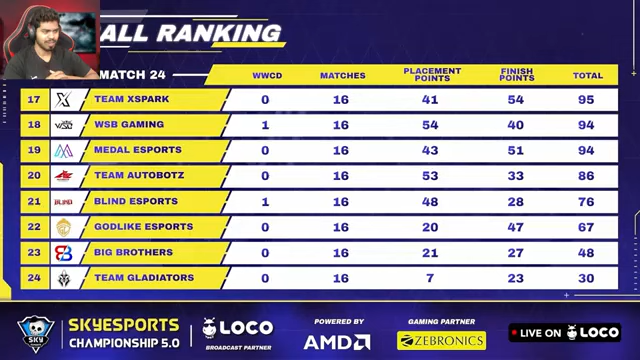 ALL RANKING
MATCH 24 WWCD MATCHES PLACEMENT POINTS FINISH POINTS TOTAL
17 X TEAM XSPARK 0 16 41 54 95
18 WSB GAMING 1 16 54 40 94
19 MEDAL ESPORTS 0 16 43 51 94
20 TEAM AUTOBOTZ 0 16 53 33 86
21 BLIND BLIND ESPORTS 1 16 48 28 76
22 GODLIKE ESPORTS 0 16 20 47 67
23 BIG BROTHERS 0 16 21 27 48
24 TEAM GLADIATORS 0 16 7 23 30
SKY
SKYESPORTS
CHAMPIONSHIP 5.0
LOCO
BROADCAST PARTNER
POWERED BY
AMD
GAMING PARTNER
Z ZEBRONICS
LIVE ON LOCO